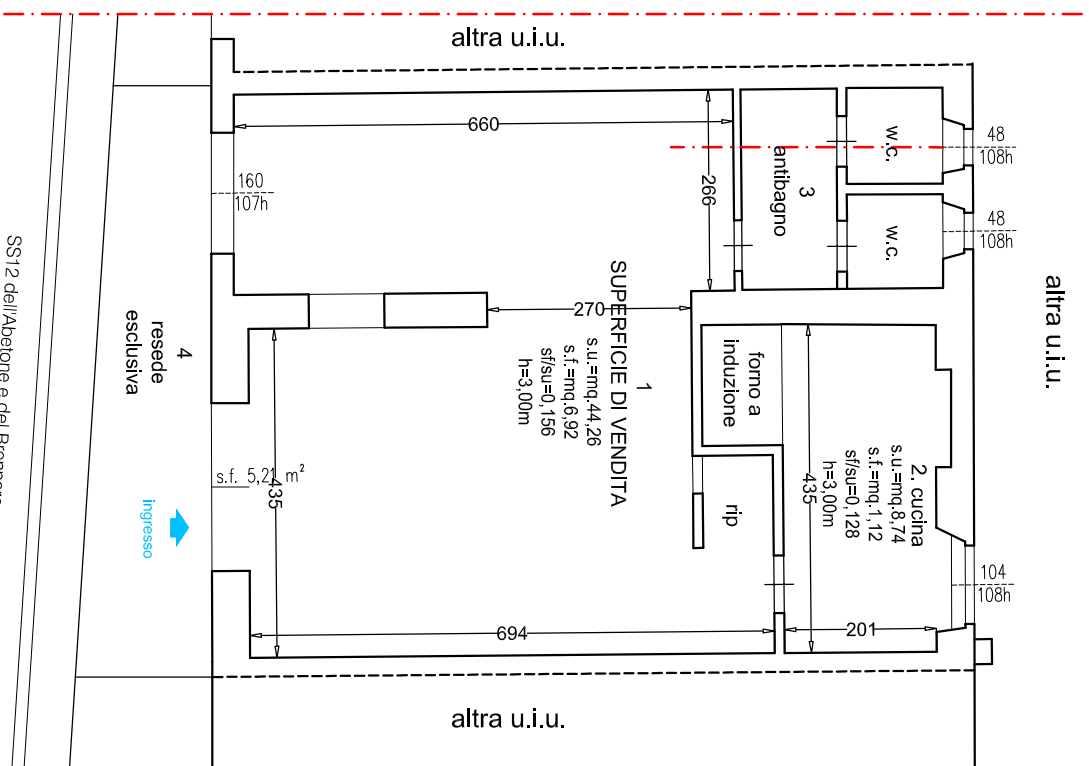 altra u.i.u.
660
266
3
antibagno
w.c.
w.c.
48
108h
48
108h
altra u.i.u.
160
107h
270
1
SUPERFICIE DI VENDITA
s.u.=mq.44,26
s.f.=mq.6,92
sf/su=0,156
h=3,00m
forno a
induzione
2. cucina
s.u.=mq.8,74
s.f.=mq.1,12
sf/su=0,128
h=3,00m
435
rip
104
108h
4
resede
esclusiva
s.f. 5,21 m²
435
ingresso
694
201
altra u.i.u.
SS12 dell'Abetone e del Brennero